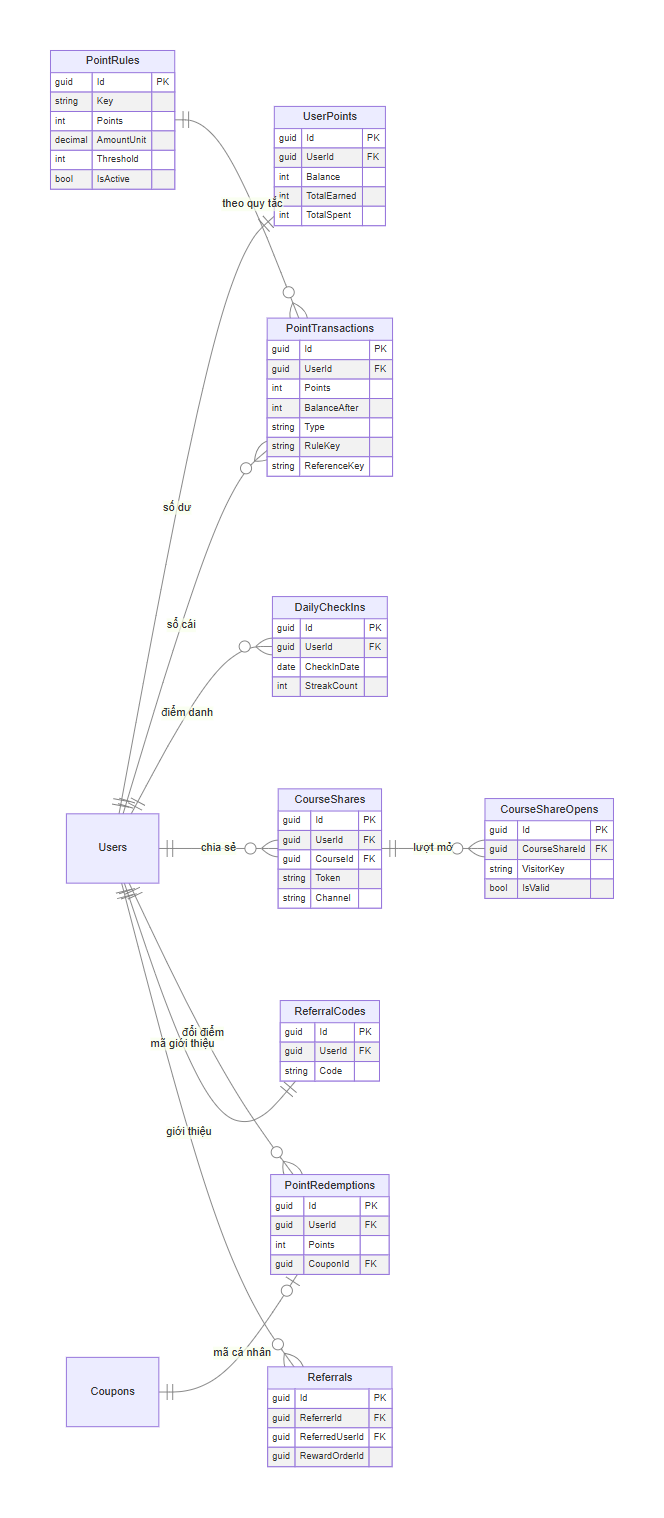 PointRules
guid Id PK
string Key
int Points
decimal AmountUnit
int Threshold
bool IsActive
UserPoints
guid Id PK
guid UserId FK
int Balance
int TotalEarned
int TotalSpent
theo quy tắc
PointTransactions
guid Id PK
guid UserId FK
int Points
int BalanceAfter
string Type
string RuleKey
string ReferenceKey
số dư
sổ cái
DailyCheckIns
guid Id PK
guid UserId FK
date CheckInDate
int StreakCount
điểm danh
Users
chia sẻ
CourseShares
guid Id PK
guid UserId FK
guid CourseId FK
string Token
string Channel
lượt mở
CourseShareOpens
guid Id PK
guid CourseShareId FK
string VisitorKey
bool IsValid
ReferralCodes
guid Id PK
guid UserId FK
string Code
đổi điểm
mã giới thiệu
giới thiệu
PointRedemptions
guid Id PK
guid UserId FK
int Points
guid CouponId FK
mã cá nhân
Coupons
Referrals
guid Id PK
guid ReferrerId FK
guid ReferredUserId FK
guid RewardOrderId